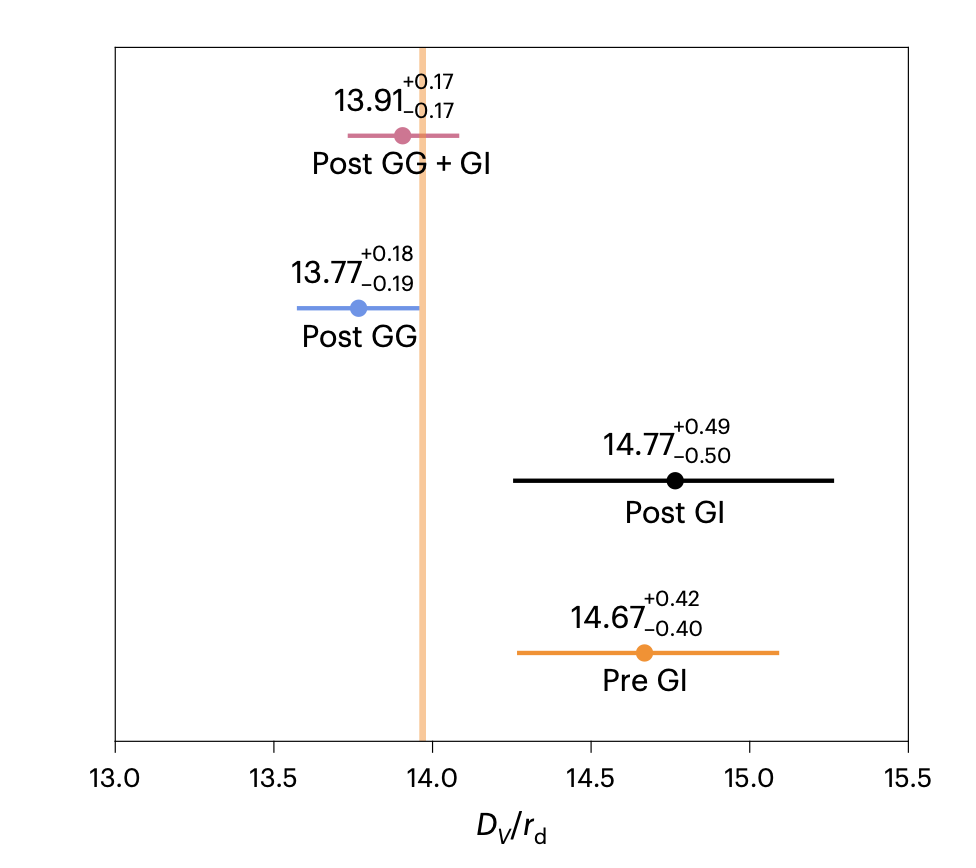 13.91+0.17−0.17
Post GG + GI
13.77+0.18−0.19
Post GG
14.77+0.49−0.50
Post GI
14.67+0.42−0.40
Pre GI
13.0 13.5 14.0 14.5 15.0 15.5
DV/rd